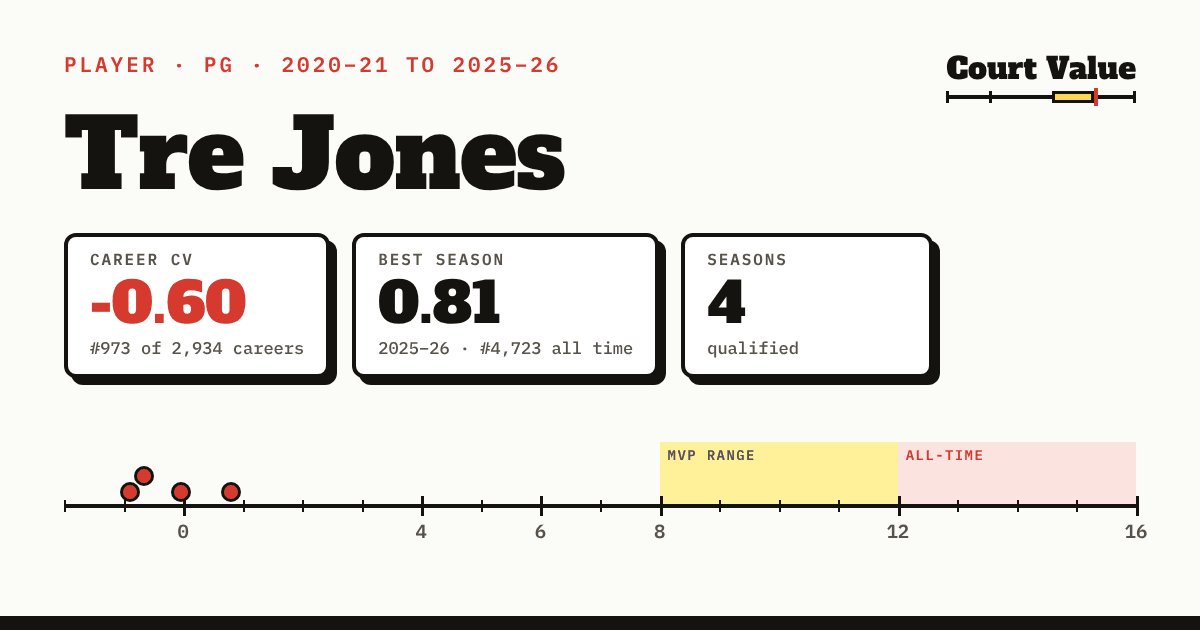 PLAYER · PG · 2020–21 TO 2025–26
Court Value
Tre Jones
CAREER CV
-0.60
#973 of 2,934 careers
BEST SEASON
0.81
2025–26 · #4,723 all time
SEASONS
4
qualified
MVP RANGE
ALL-TIME
0 4 6 8 12 16